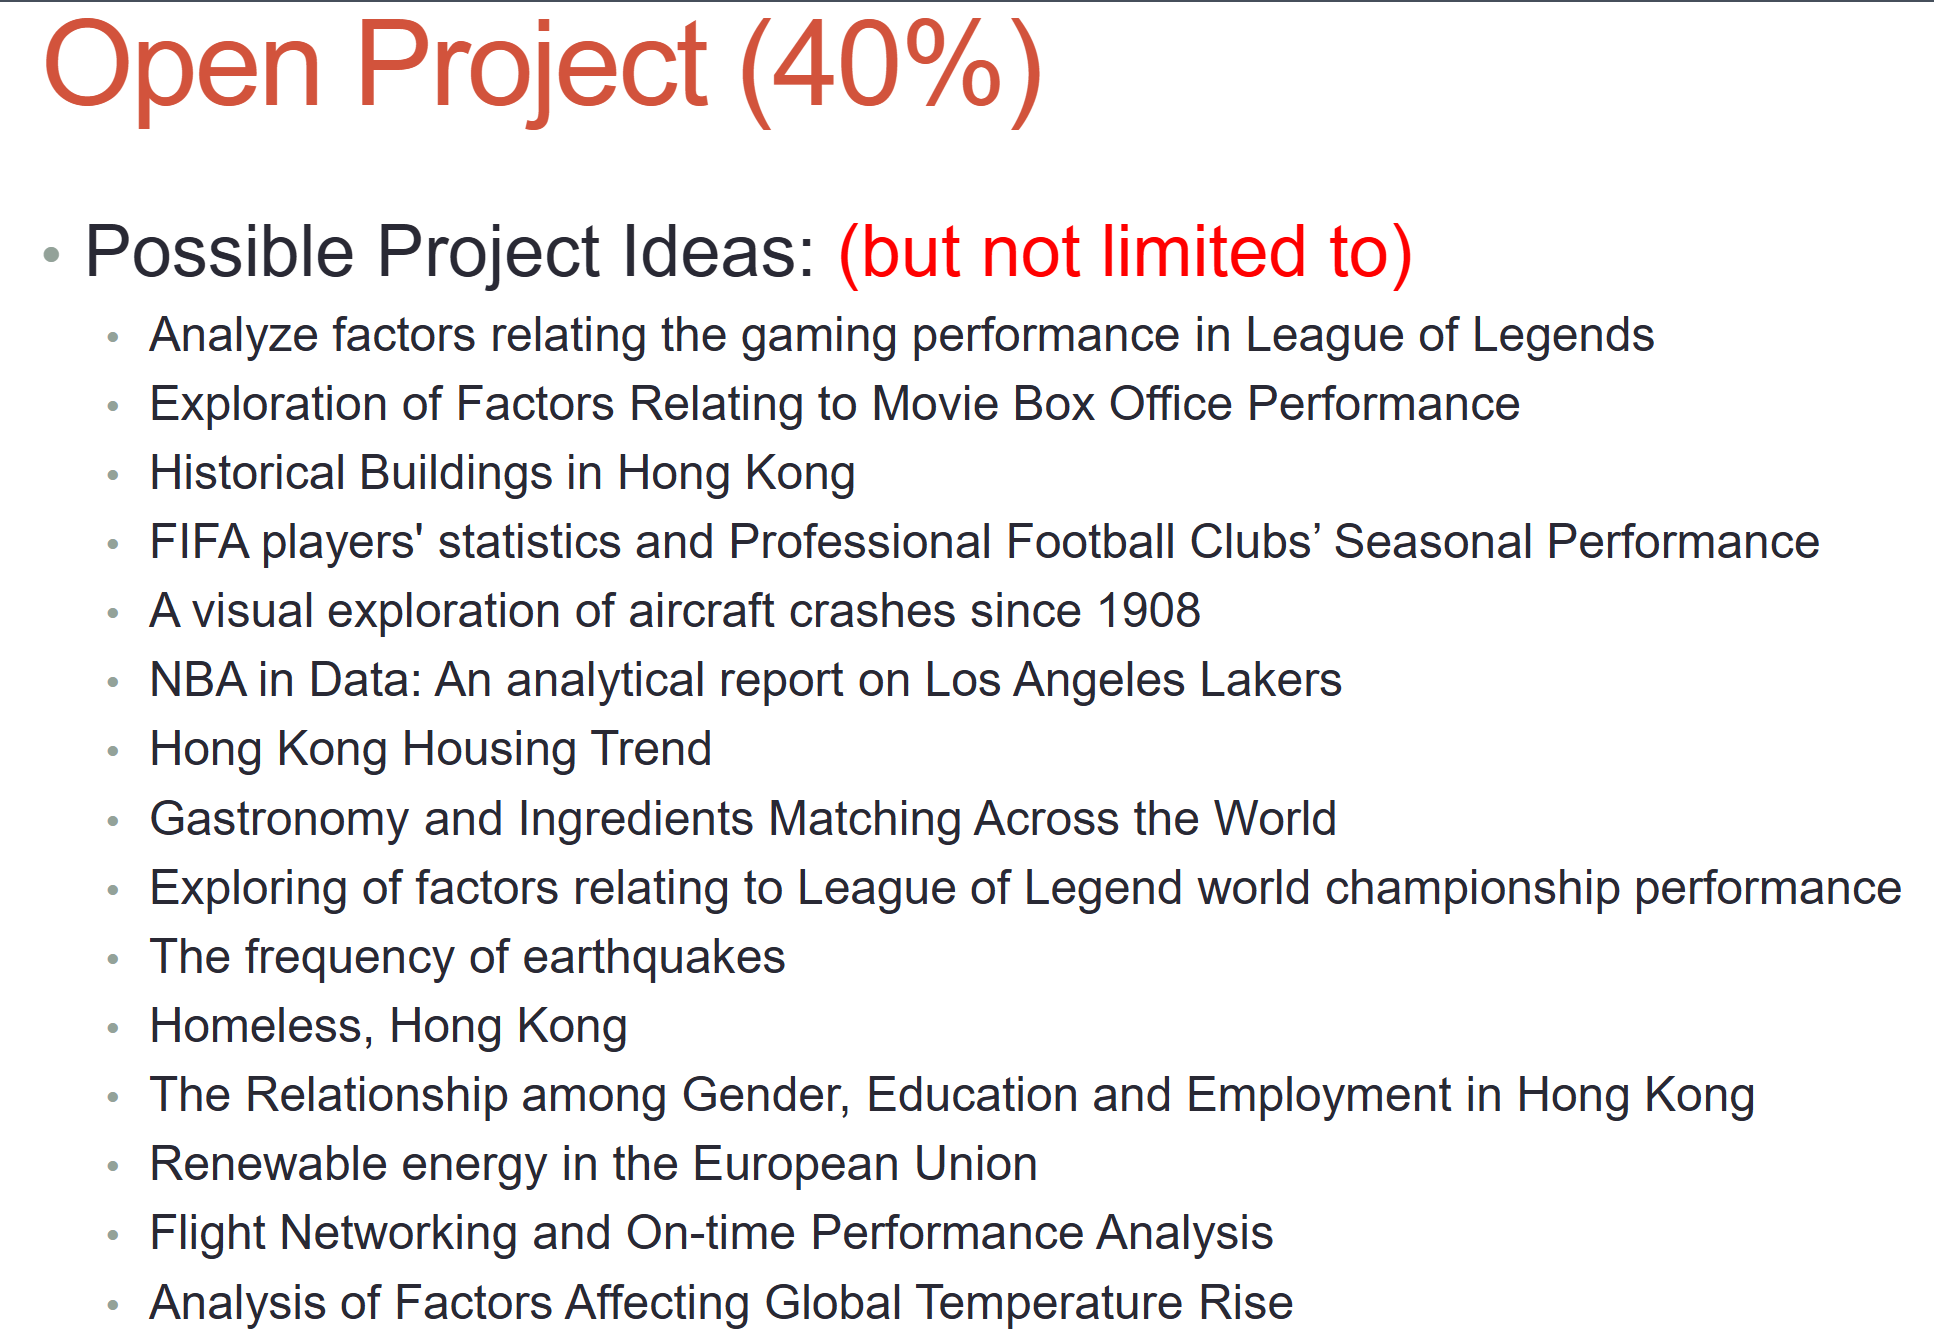 Open Project (40%)
• Possible Project Ideas: (but not limited to)
• Analyze factors relating the gaming performance in League of Legends
• Exploration of Factors Relating to Movie Box Office Performance
• Historical Buildings in Hong Kong
• FIFA players' statistics and Professional Football Clubs’ Seasonal Performance
• A visual exploration of aircraft crashes since 1908
• NBA in Data: An analytical report on Los Angeles Lakers
• Hong Kong Housing Trend
• Gastronomy and Ingredients Matching Across the World
• Exploring of factors relating to League of Legend world championship performance
• The frequency of earthquakes
• Homeless, Hong Kong
• The Relationship among Gender, Education and Employment in Hong Kong
• Renewable energy in the European Union
• Flight Networking and On-time Performance Analysis
• Analysis of Factors Affecting Global Temperature Rise